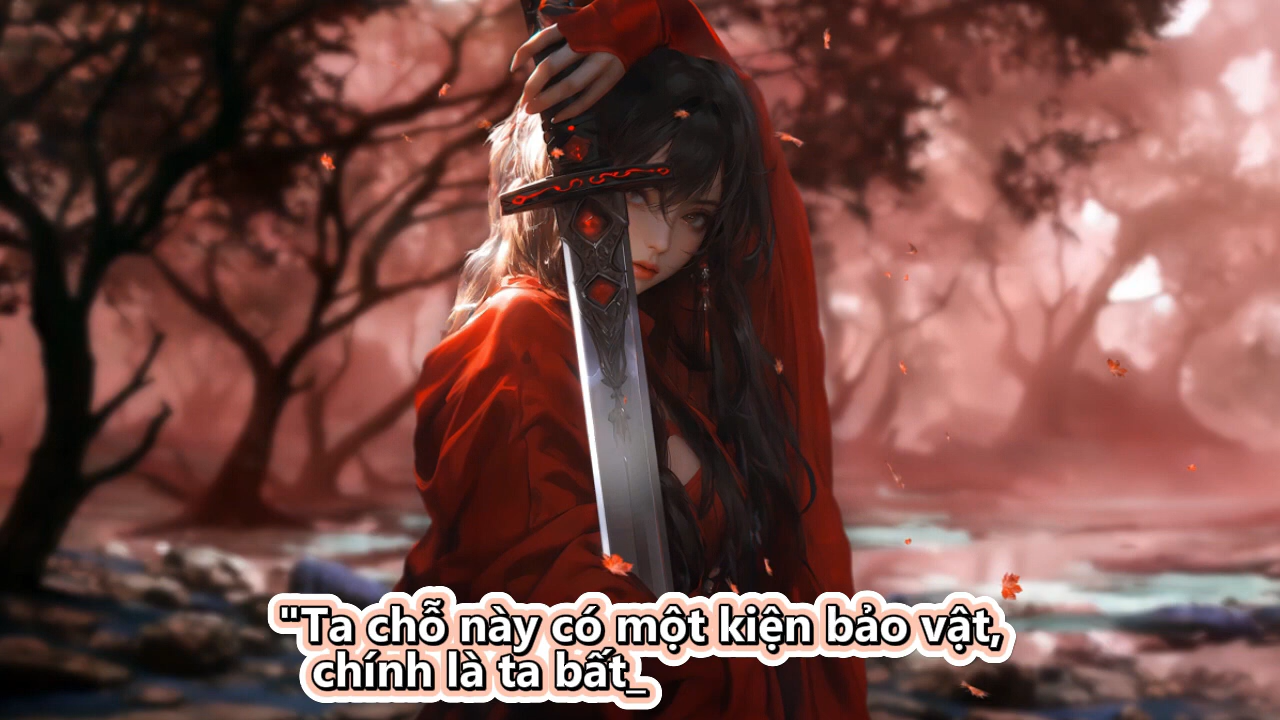 "Ta chỗ này có một kiện bảo vật,
chính là ta bất_